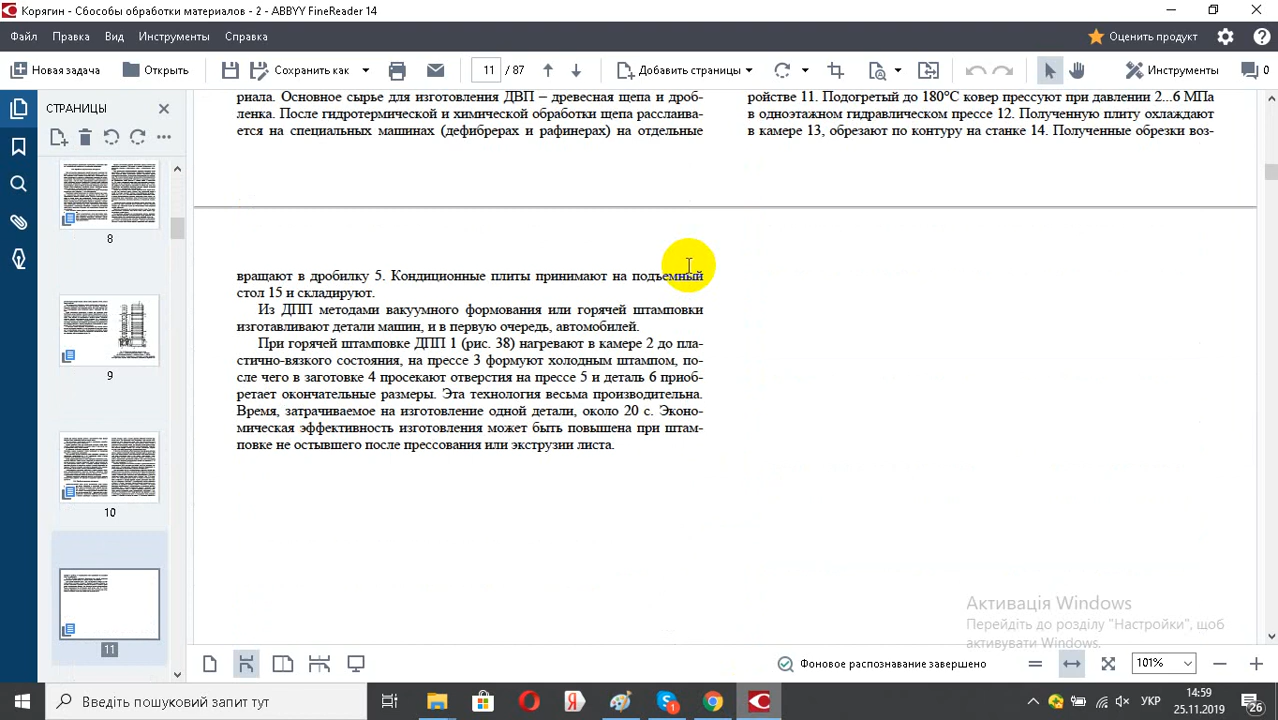 Корягин - Сбособы обработки материалов - 2 - ABBYY FineReader 14
Файл Правка Вид Инструменты Справка
Оценить продукт
Новая задача Открыть Сохранить как 11 / 87 Добавить страницы Инструменты 0
СТРАНИЦЫ
8
9
10
11
риала. Основное сырье для изготовления ДВП – древесная щепа и дроб-
ленка. После гидротермической и химической обработки щепа расслаива-
ется на специальных машинах (дефибрерах и рафинерах) на отдельные
ройстве 11. Подогретый до 180°С ковер прессуют при давлении 2...6 МПа
в одноэтажном гидравлическом прессе 12. Полученную плиту охлаждают
в камере 13, обрезают по контуру на станке 14. Полученные обрезки воз-
вращают в дробилку 5. Кондиционные плиты принимают на подъемный
стол 15 и складируют.
Из ДПП методами вакуумного формования или горячей штамповки
изготавливают детали машин, и в первую очередь, автомобилей.
При горячей штамповке ДПП 1 (рис. 38) нагревают в камере 2 до пла-
стично-вязкого состояния, на прессе 3 формуют холодным штампом, по-
сле чего в заготовке 4 просекают отверстия на прессе 5 и деталь 6 приоб-
ретает окончательные размеры. Эта технология весьма производительна.
Время, затрачиваемое на изготовление одной детали, около 20 с. Эконо-
мическая эффективность изготовления может быть повышена при штам-
повке не остывшего после прессования или экструзии листа.
Активація Windows
Перейдіть до розділу "Настройки", щоб
активувати Windows.
Фоновое распознавание завершено 101%
Введіть пошуковий запит тут
УКР
14:59
25.11.2019
26